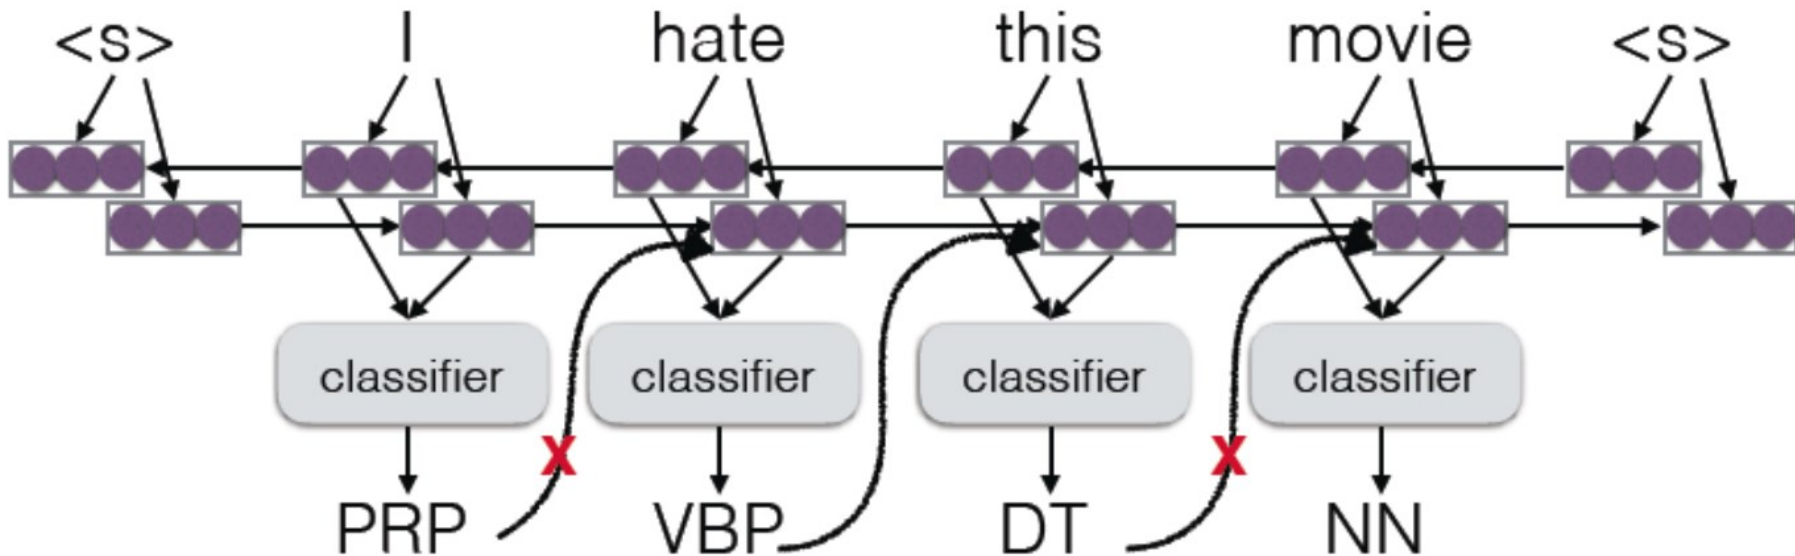 <s> I hate this movie <s>
classifier classifier classifier classifier
X X
PRP VBP DT NN